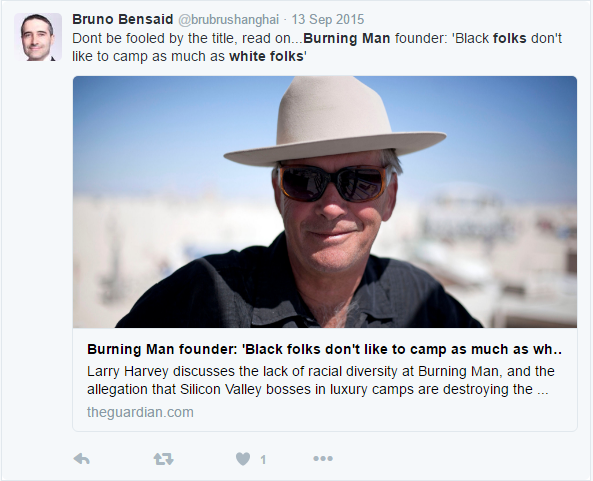 Bruno Bensaid @brubrushanghai · 13 Sep 2015
Dont be fooled by the title, read on...Burning Man founder: 'Black folks don't
like to camp as much as white folks'
Burning Man founder: 'Black folks don't like to camp as much as wh..
Larry Harvey discusses the lack of racial diversity at Burning Man, and the
allegation that Silicon Valley bosses in luxury camps are destroying the ...
theguardian.com
1